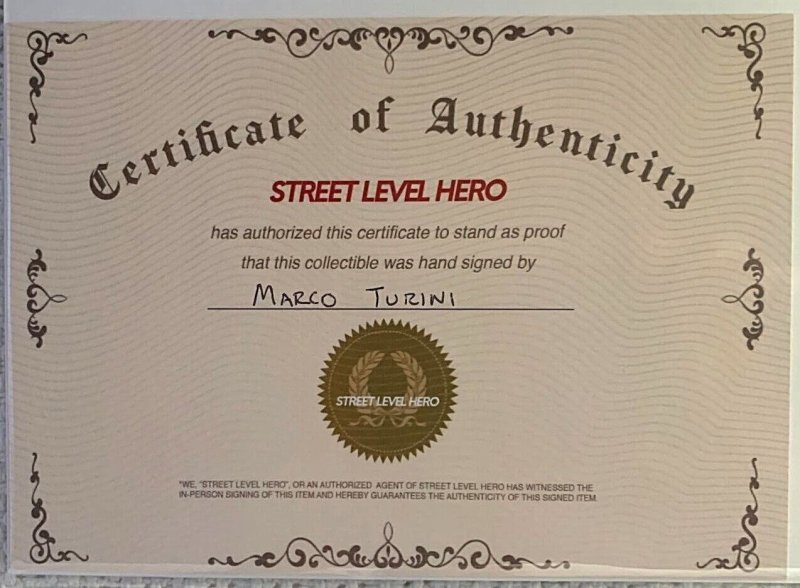 Certificate of Authenticity
STREET LEVEL HERO
has authorized this certificate to stand as proof
that this collectible was hand signed by
MARCO TURINI
STREET LEVEL HERO
"WE, "STREET LEVEL HERO", OR AN AUTHORIZED AGENT OF STREET LEVEL HERO HAS WITNESSED THE
IN-PERSON SIGNING OF THIS ITEM AND HEREBY GUARANTEES THE AUTHENTICITY OF THIS SIGNED ITEM.